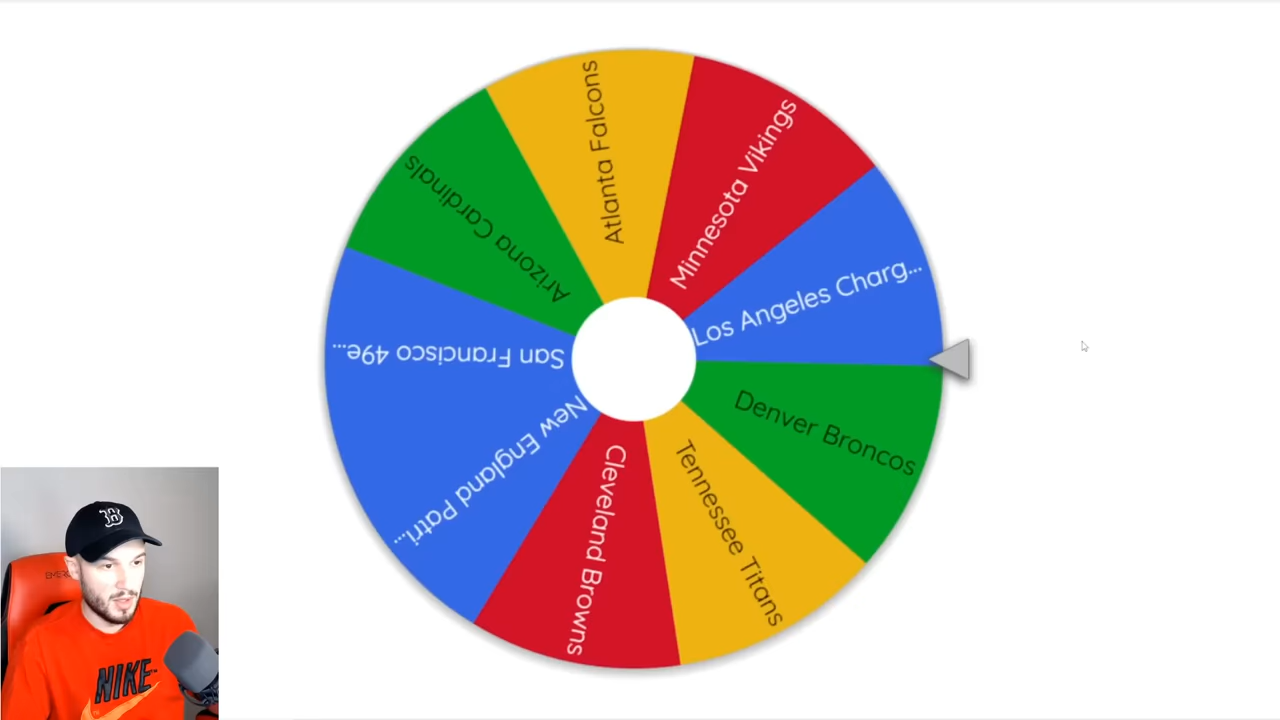 Atlanta Falcons
Minnesota Vikings
Los Angeles Charg...
Denver Broncos
Tennessee Titans
Cleveland Browns
New England Patri...
San Francisco 49e...
Arizona Cardinals
B
NIKE